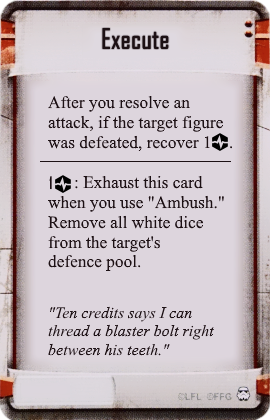 Execute
After you resolve an
attack, if the target figure
was defeated, recover 1.
1: Exhaust this card
when you use "Ambush."
Remove all white dice
from the target's
defence pool.
"Ten credits says I can
thread a blaster bolt right
between his teeth."
©LFL ©FFG